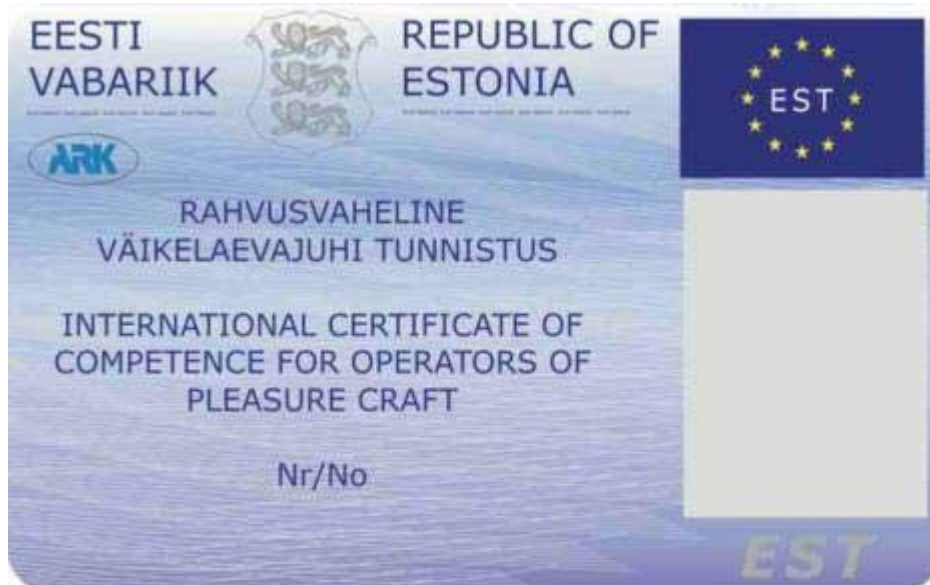 EESTI
VABARIIK
REPUBLIC OF
ESTONIA
EST
ARK
RAHVUSVAHELINE
VÄIKELAEVAJUHI TUNNISTUS
INTERNATIONAL CERTIFICATE OF
COMPETENCE FOR OPERATORS OF
PLEASURE CRAFT
Nr/No
EST